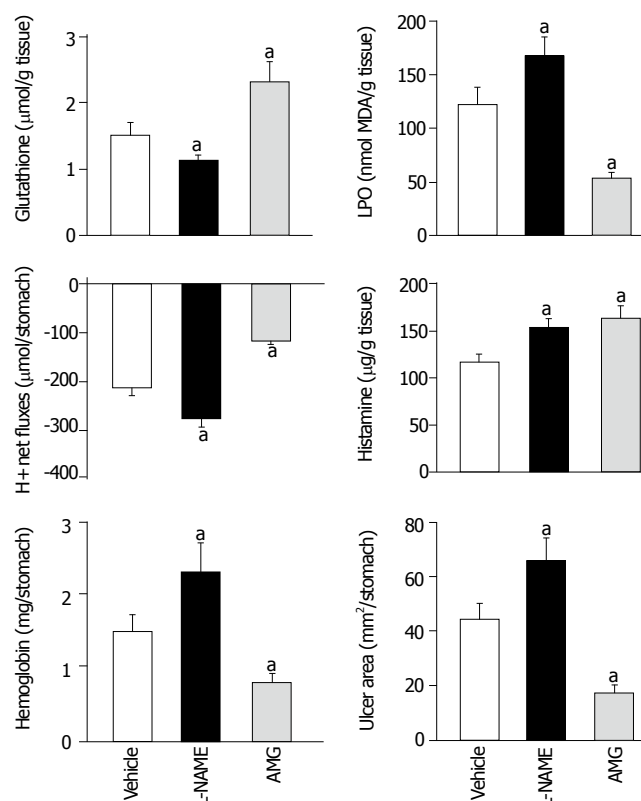 Glutathione (μmol/g tissue)
3
2
1
0
a
a
LPO (nmol MDA/g tissue)
200
150
100
50
0
a
a
H+ net fluxes (μmol/stomach)
0
-100
-200
-300
-400
a
a
Histamine (μg/g tissue)
200
150
100
50
0
a
a
Hemoglobin (mg/stomach)
3
2
1
0
a
a
Vehicle
-NAME
AMG
Ulcer area (mm²/stomach)
80
60
40
20
0
a
a
Vehicle
-NAME
AMG